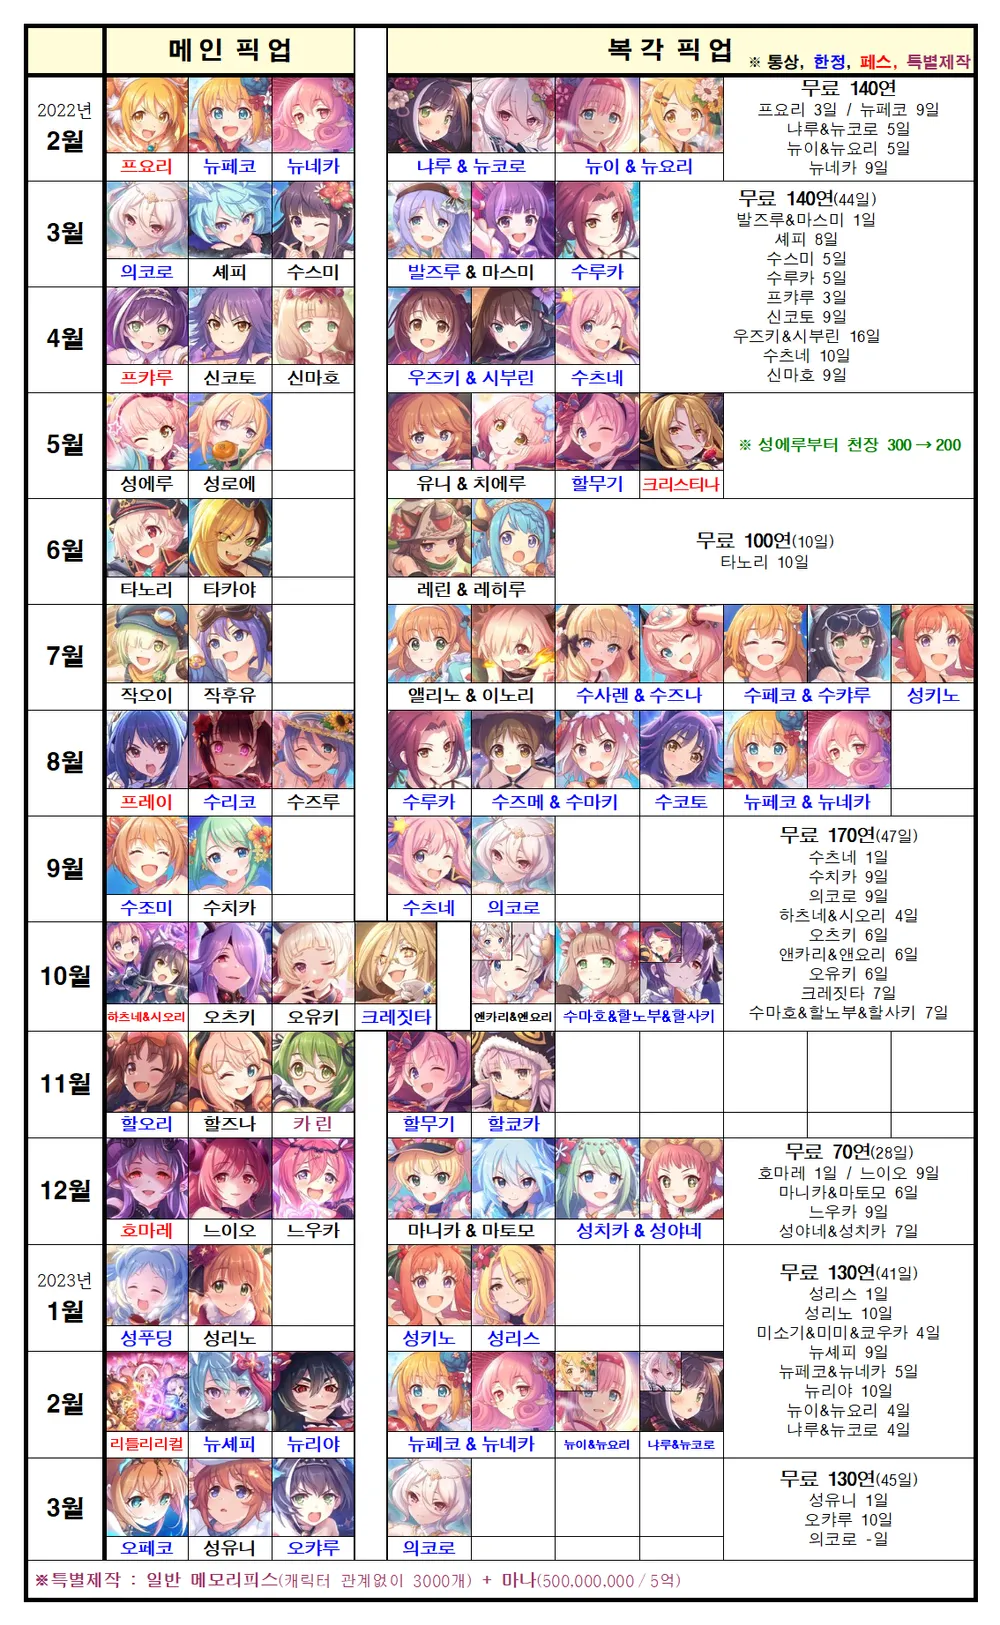 메인 픽업
복각 픽업 ※ 통상, 한정, 페스, 특별제작
2022년
2월
프요리 뉴페코 뉴네카
냐루 & 뉴코로 뉴이 & 뉴요리
무료 140연
프요리 3일 / 뉴페코 9일
냐루&뉴코로 5일
뉴이&뉴요리 5일
뉴네카 9일
3월
의코로 셰피 수스미
발즈루 & 마스미 수루카
무료 140연(44일)
발즈루&마스미 1일
셰피 8일
수스미 5일
수루카 5일
프캬루 3일
신코토 9일
우즈키&시부린 16일
수츠네 10일
신마호 9일
4월
프캬루 신코토 신마호
우즈키 & 시부린 수츠네
5월
성에루 성로에
유니 & 치에루 할무기 크리스티나
※ 성에루부터 천장 300→200
6월
타노리 타카야
레린 & 레히루
무료 100연(10일)
타노리 10일
7월
작오이 작후유
앨리노 & 이노리 수사렌 & 수즈나 수페코 & 수캬루 성키노
8월
프레이 수리코 수즈루
수루카 수즈메 & 수마키 수코토 뉴페코 & 뉴네카
9월
수조미 수치카
수츠네 의코로
무료 170연(47일)
수츠네 1일
수치카 9일
의코로 9일
하츠네&시오리 4일
오츠키 6일
앤카리&앤요리 6일
오유키 6일
크레짓타 7일
수마호&할노부&할사키 7일
10월
하츠네&시오리 오츠키 오유키 크레짓타
앤카리&앤요리 수마호&할노부&할사키
11월
할오리 할즈나 카린
할무기 할쿄카
12월
호마레 느이오 느우카
마니카 & 마토모 성치카 & 성야네
무료 70연(28일)
호마레 1일 / 느이오 9일
마니카&마토모 6일
느우카 9일
성야네&성치카 7일
2023년
1월
성푸딩 성리노
성키노 성리스
무료 130연(41일)
성리스 1일
성리노 10일
미소기&미미&쿄우카 4일
뉴셰피 9일
뉴페코&뉴네카 5일
뉴리야 10일
뉴이&뉴요리 4일
냐루&뉴코로 4일
2월
리틀리리컬 뉴셰피 뉴리야
뉴페코 & 뉴네카 뉴이&뉴요리 냐루&뉴코로
3월
오페코 성유니 오캬루
의코로
무료 130연(45일)
성유니 1일
오캬루 10일
의코로 -일
※특별제작 : 일반 메모리피스(캐릭터 관계없이 3000개) + 마나(500,000,000 / 5억)